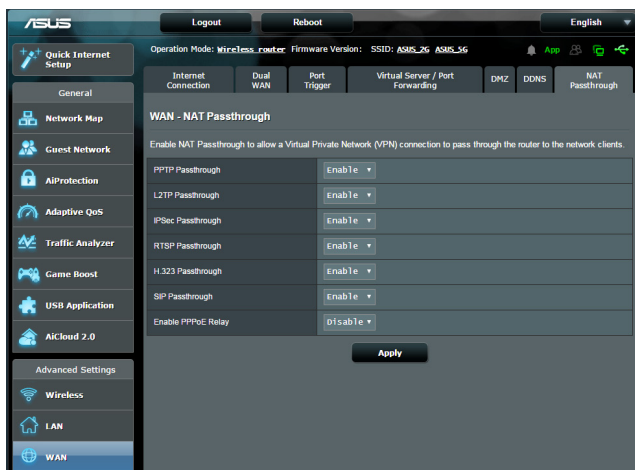 ASUS
Logout
Reboot
English
Quick Internet
Setup
Operation Mode: Wireless router Firmware Version: SSID: ASUS_2G ASUS_5G
App
Internet
Connection
Dual
WAN
Port
Trigger
Virtual Server / Port
Forwarding
DMZ
DDNS
NAT
Passthrough
General
Network Map
Guest Network
AiProtection
Adaptive QoS
Traffic Analyzer
Game Boost
USB Application
AiCloud 2.0
Advanced Settings
Wireless
LAN
WAN
WAN - NAT Passthrough
Enable NAT Passthrough to allow a Virtual Private Network (VPN) connection to pass through the router to the network clients.
PPTP Passthrough Enable
L2TP Passthrough Enable
IPSec Passthrough Enable
RTSP Passthrough Enable
H.323 Passthrough Enable
SIP Passthrough Enable
Enable PPPoE Relay Disable
Apply